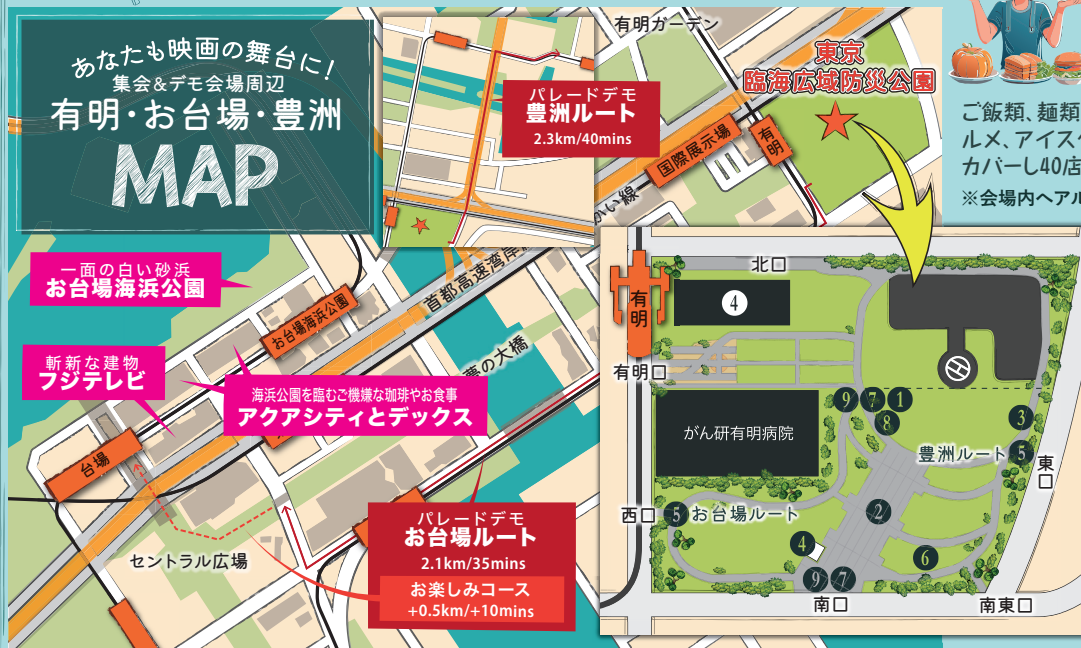 あなたも映画の舞台に！
集会&デモ会場周辺
有明・お台場・豊洲
MAP
有明ガーデン
東京
臨海広域防災公園
パレードデモ
豊洲ルート
2.3km/40mins
国際展示場
有明
かい線
ご飯類、麺類
ルメ、アイス
カバーし40店
※会場内へアル
一面の白い砂浜
お台場海浜公園
お台場海浜公園
首都高速湾岸
斬新な建物
フジテレビ
海浜公園を臨むご機嫌な珈琲やお食事
アクアシティとデックス
夢の大橋
台場
セントラル広場
パレードデモ
お台場ルート
2.1km/35mins
お楽しみコース
+0.5km/+10mins
北口
有明
4
有明口
9 7 1
8
3
がん研有明病院
豊洲ルート 5
東口
西口 5 お台場ルート
2
4
6
9 7
南口
南東口